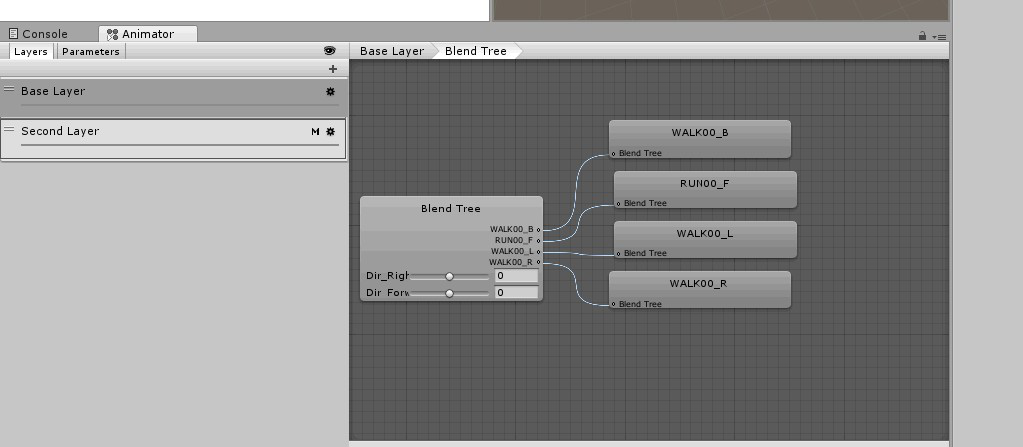 Console Animator
Layers Parameters
Base Layer Blend Tree
+
Base Layer
Second Layer M
Blend Tree
WALK00_B
RUN00_F
WALK00_L
WALK00_R
Dir_Righ 0
Dir_Forw 0
WALK00_B
Blend Tree
RUN00_F
Blend Tree
WALK00_L
Blend Tree
WALK00_R
Blend Tree